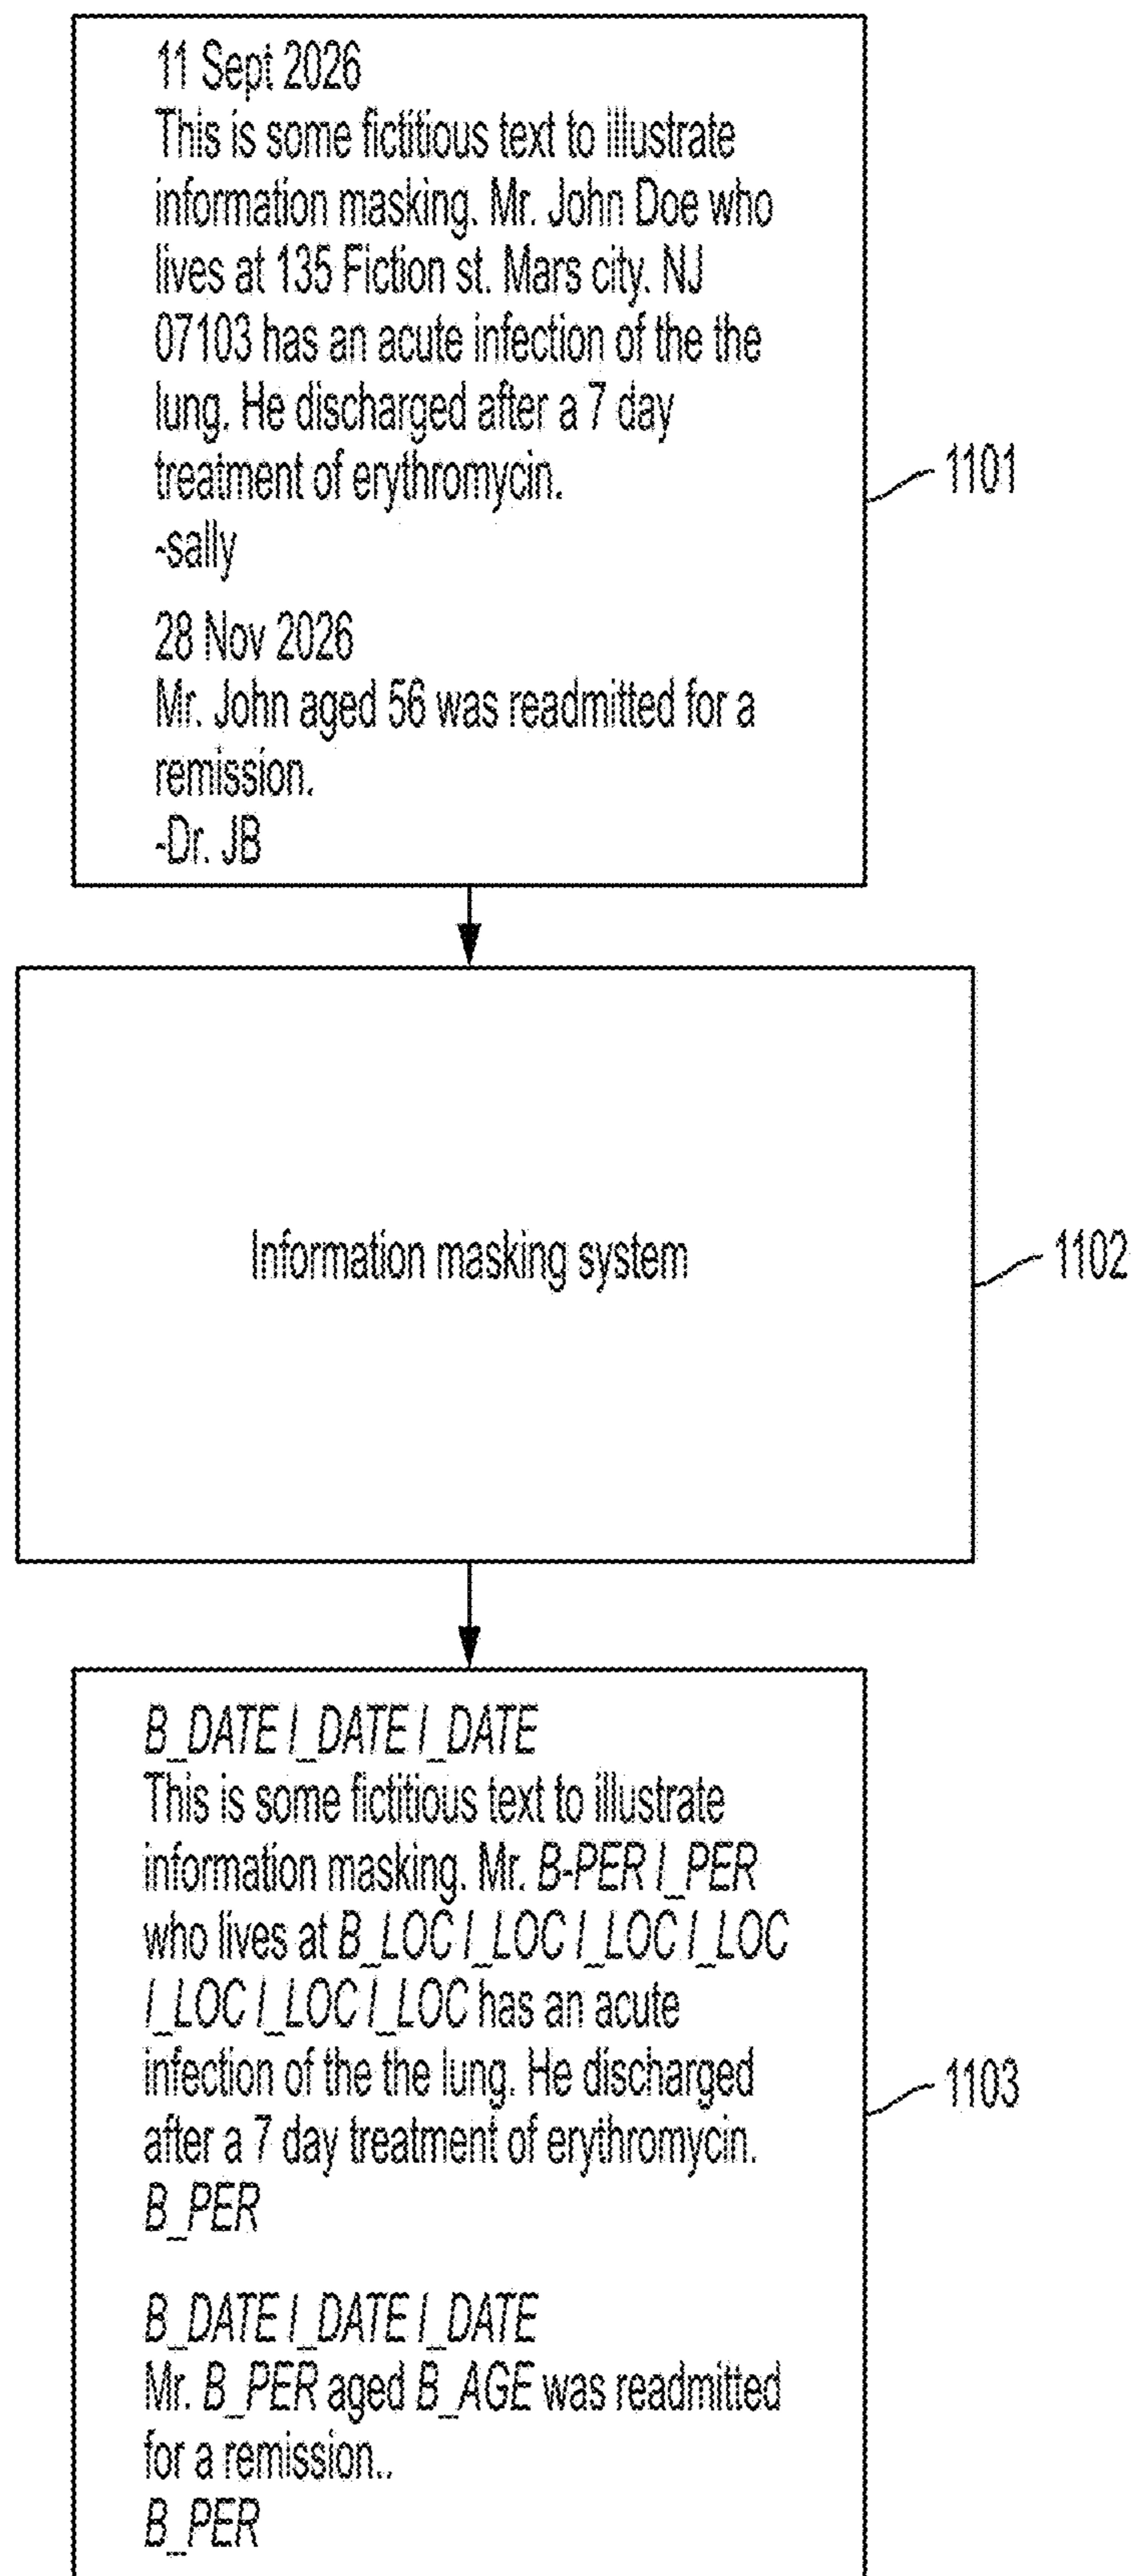 11 Sept 2026
This is some fictitious text to illustrate
information masking. Mr. John Doe who
lives at 135 Fiction st. Mars city. NJ
07103 has an acute infection of the the
lung. He discharged after a 7 day
treatment of erythromycin.
-sally
28 Nov 2026
Mr. John aged 56 was readmitted for a
remission.
-Dr. JB
1101
Information masking system
1102
B_DATE I_DATE I_DATE
This is some fictitious text to illustrate
information masking. Mr. B-PER I_PER
who lives at B_LOC I_LOC I_LOC I_LOC
I_LOC I_LOC I_LOC has an acute
infection of the the lung. He discharged
after a 7 day treatment of erythromycin.
B_PER
B_DATE I_DATE I_DATE
Mr. B_PER aged B_AGE was readmitted
for a remission..
B_PER
1103